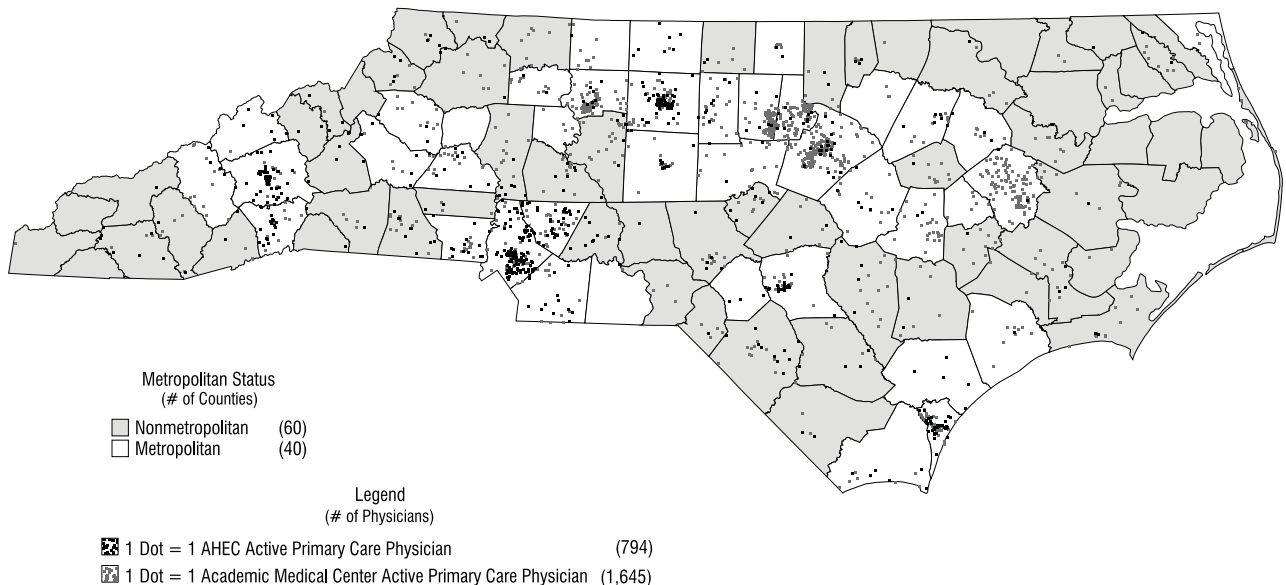 Metropolitan Status
(# of Counties)
Nonmetropolitan (60)
Metropolitan (40)
Legend
(# of Physicians)
1 Dot = 1 AHEC Active Primary Care Physician (794)
1 Dot = 1 Academic Medical Center Active Primary Care Physician (1,645)